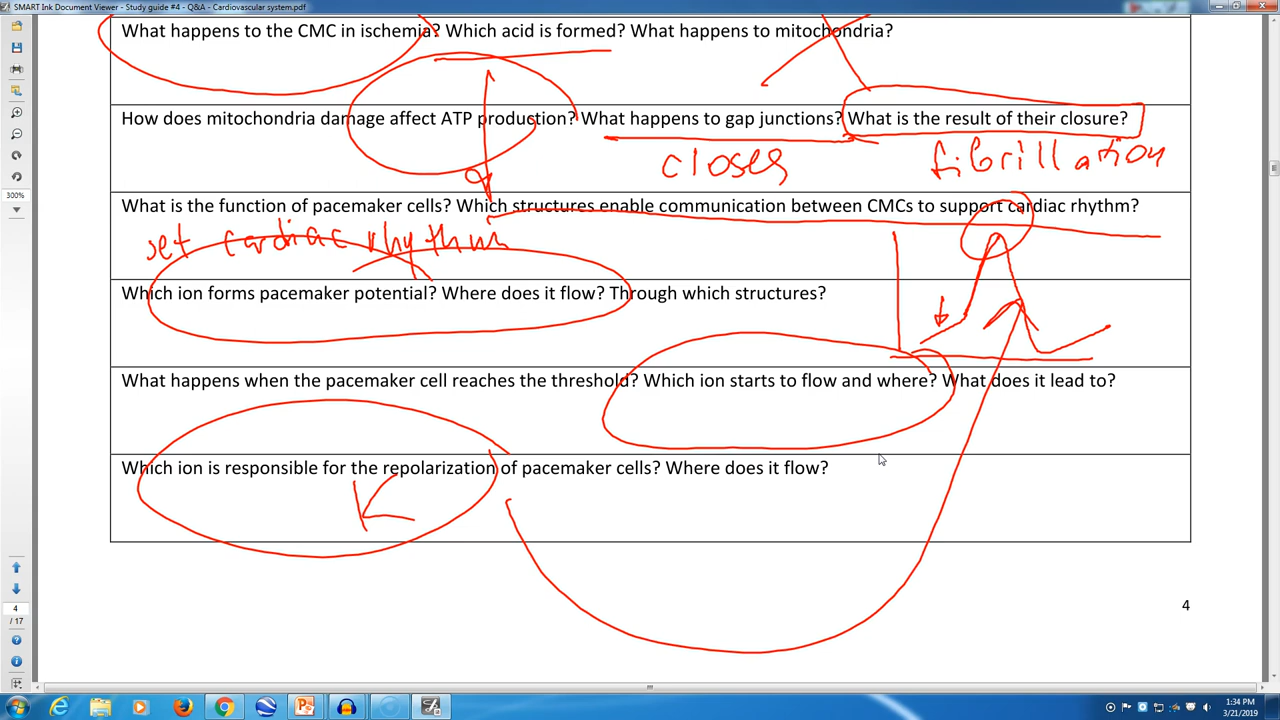 SMART Ink Document Viewer - Study guide #4 - Q&A - Cardiovascular system.pdf
What happens to the CMC in ischemia? Which acid is formed? What happens to mitochondria?
How does mitochondria damage affect ATP production? What happens to gap junctions? What is the result of their closure?
closes fibrillation
What is the function of pacemaker cells? Which structures enable communication between CMCs to support cardiac rhythm?
set cardiac rhythm
Which ion forms pacemaker potential? Where does it flow? Through which structures?
What happens when the pacemaker cell reaches the threshold? Which ion starts to flow and where? What does it lead to?
Which ion is responsible for the repolarization of pacemaker cells? Where does it flow?
K
4
300%
4
/ 17
1:34 PM
3/21/2019